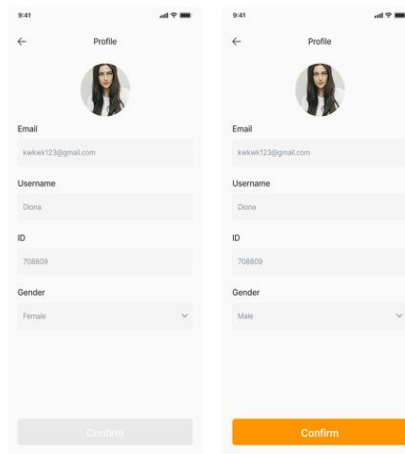 9:41
Profile
Email
kwkwk123@gmail.com
Username
Diona
ID
708809
Gender
Female
Confirm
9:41
Profile
Email
kwkwk123@gmail.com
Username
Diona
ID
708809
Gender
Male
Confirm